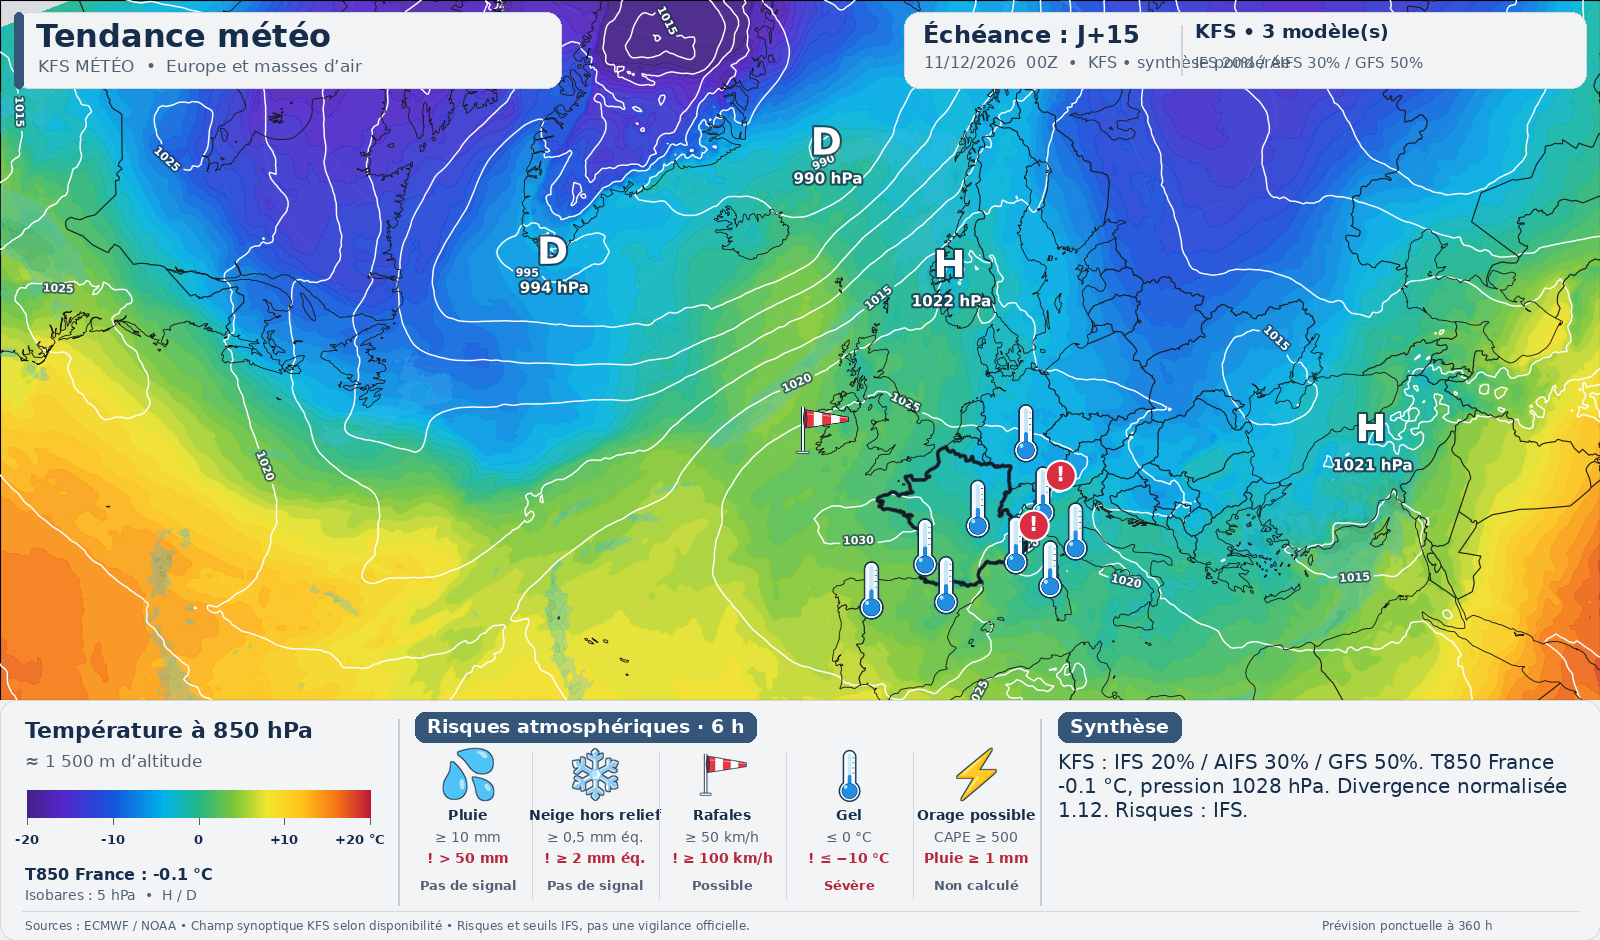 Tendance météo
KFS MÉTÉO • Europe et masses d’air
Échéance : J+15
11/12/2026 00Z • KFS • synthèse pondérée
KFS • 3 modèle(s)
IFS 20% / AIFS 30% / GFS 50%
1015
1015
1025
D
990
990 hPa
D
995
994 hPa
H
1022 hPa
1025
1015
1015
1020
1025
H
1021 hPa
1020
!
!
1030
1020
1015
1025
Température à 850 hPa
≈ 1 500 m d’altitude
-20 -10 0 +10 +20 °C
T850 France : -0.1 °C
Isobares : 5 hPa • H / D
Risques atmosphériques · 6 h
Pluie
≥ 10 mm
! > 50 mm
Pas de signal
Neige hors relief
≥ 0,5 mm éq.
! ≥ 2 mm éq.
Pas de signal
Rafales
≥ 50 km/h
! ≥ 100 km/h
Possible
Gel
≤ 0 °C
! ≤ −10 °C
Sévère
Orage possible
CAPE ≥ 500
Pluie ≥ 1 mm
Non calculé
Synthèse
KFS : IFS 20% / AIFS 30% / GFS 50%. T850 France
-0.1 °C, pression 1028 hPa. Divergence normalisée
1.12. Risques : IFS.
Sources : ECMWF / NOAA • Champ synoptique KFS selon disponibilité • Risques et seuils IFS, pas une vigilance officielle.
Prévision ponctuelle à 360 h